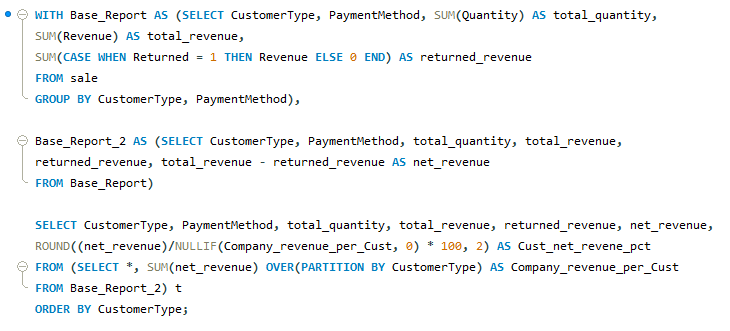 WITH Base_Report AS (SELECT CustomerType, PaymentMethod, SUM(Quantity) AS total_quantity,
SUM(Revenue) AS total_revenue,
SUM(CASE WHEN Returned = 1 THEN Revenue ELSE 0 END) AS returned_revenue
FROM sale
GROUP BY CustomerType, PaymentMethod),
Base_Report_2 AS (SELECT CustomerType, PaymentMethod, total_quantity, total_revenue,
returned_revenue, total_revenue - returned_revenue AS net_revenue
FROM Base_Report)
SELECT CustomerType, PaymentMethod, total_quantity, total_revenue, returned_revenue, net_revenue,
ROUND((net_revenue)/NULLIF(Company_revenue_per_Cust, 0) * 100, 2) AS Cust_net_revene_pct
FROM (SELECT *, SUM(net_revenue) OVER(PARTITION BY CustomerType) AS Company_revenue_per_Cust
FROM Base_Report_2) t
ORDER BY CustomerType;